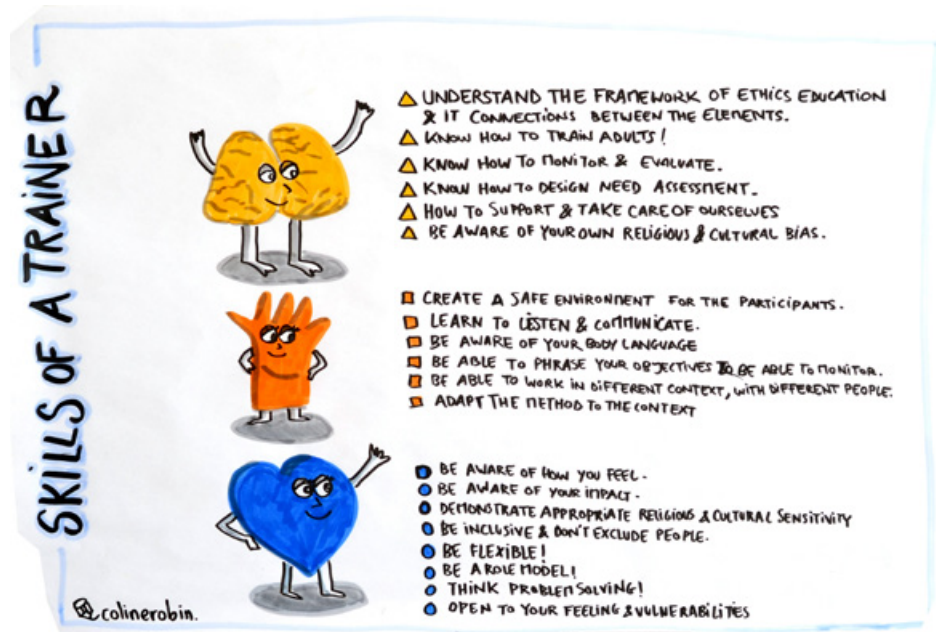 SKILLS OF A TRAINER
UNDERSTAND THE FRAMEWORK OF ETHICS EDUCATION
& IT CONNECTIONS BETWEEN THE ELEMENTS.
KNOW HOW TO TRAIN ADULTS!
KNOW HOW TO MONITOR & EVALUATE.
KNOW HOW TO DESIGN NEED ASSESSMENT.
HOW TO SUPPORT & TAKE CARE OF OURSELVES
BE AWARE OF YOUR OWN RELIGIOUS & CULTURAL BIAS.
CREATE A SAFE ENVIRONMENT FOR THE PARTICIPANTS.
LEARN TO LISTEN & COMMUNICATE.
BE AWARE OF YOUR BODY LANGUAGE
BE ABLE TO PHRASE YOUR OBJECTIVES TO BE ABLE TO MONITOR.
BE ABLE TO WORK IN DIFFERENT CONTEXT, WITH DIFFERENT PEOPLE.
ADAPT THE METHOD TO THE CONTEXT
BE AWARE OF HOW YOU FEEL.
BE AWARE OF YOUR IMPACT.
DEMONSTRATE APPROPRIATE RELIGIOUS & CULTURAL SENSITIVITY
BE INCLUSIVE & DON'T EXCLUDE PEOPLE.
BE FLEXIBLE!
BE A ROLE MODEL!
THINK PROBLEM SOLVING!
OPEN TO YOUR FEELING & VULNERABILITIES
colinerobin.